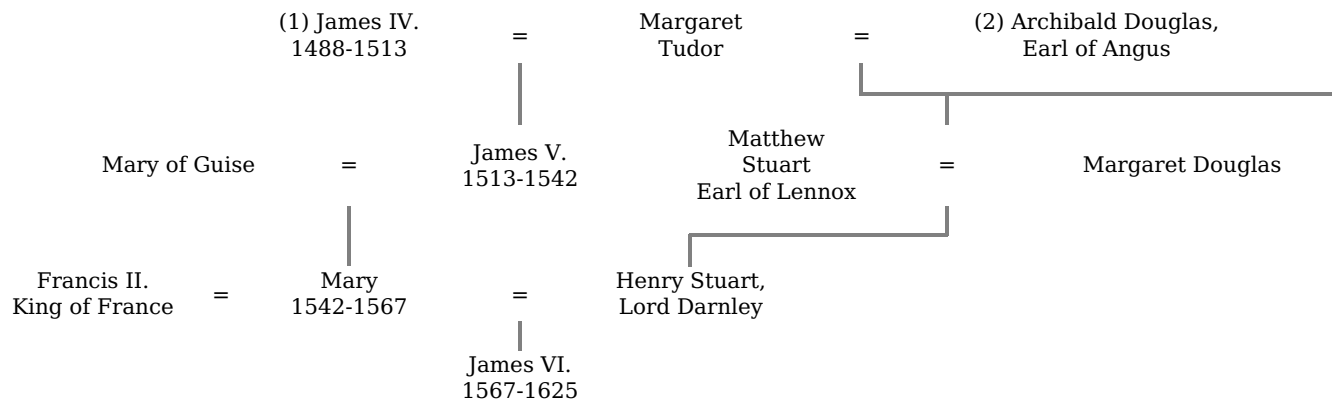 (1) James IV.
1488-1513
=
Margaret
Tudor
=
(2) Archibald Douglas,
Earl of Angus
Mary of Guise
=
James V.
1513-1542
Matthew
Stuart
Earl of Lennox
=
Margaret Douglas
Francis II.
King of France
=
Mary
1542-1567
=
Henry Stuart,
Lord Darnley
James VI.
1567-1625